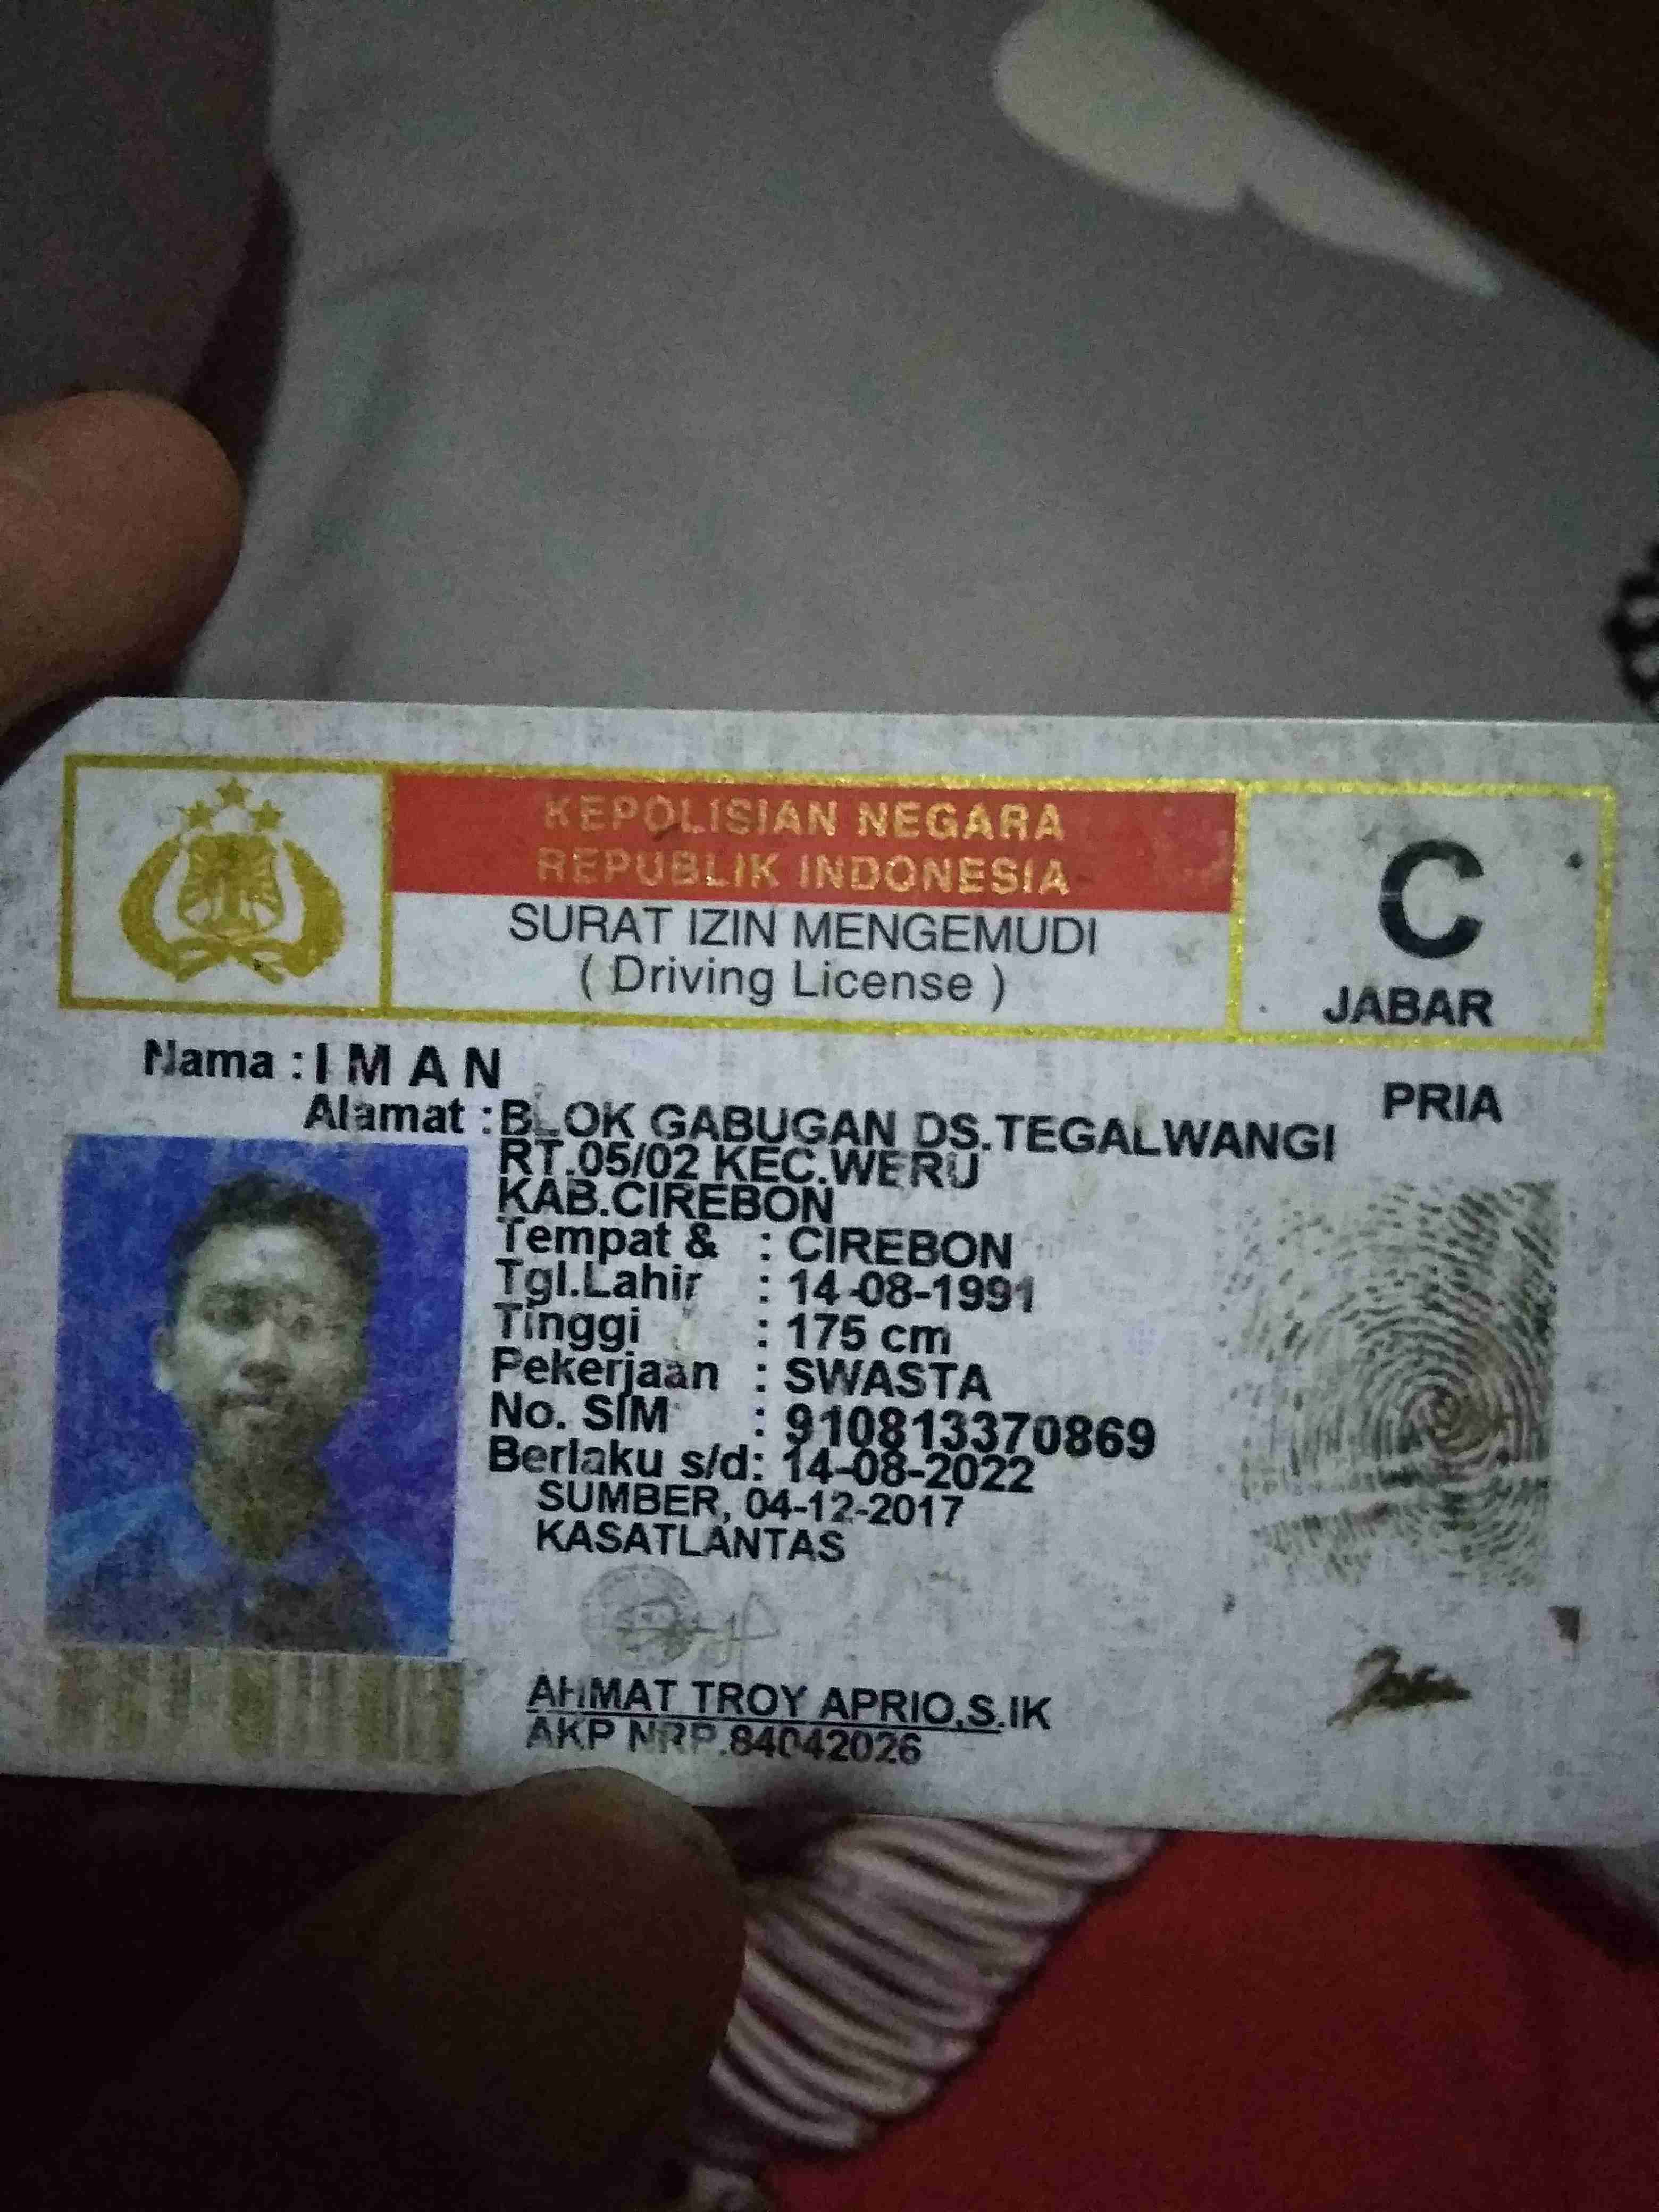 KEPOLISIAN NEGARA
REPUBLIK INDONESIA
SURAT IZIN MENGEMUDI
( Driving License )
C
JABAR
Nama : I M A N
PRIA
Alamat : BLOK GABUGAN DS.TEGALWANGI
RT.05/02 KEC.WERU
KAB.CIREBON
Tempat & : CIREBON
Tgl.Lahir : 14-08-1991
Tinggi : 175 cm
Pekerjaan : SWASTA
No. SIM : 910813370869
Berlaku s/d: 14-08-2022
SUMBER, 04-12-2017
KASATLANTAS
AHMAT TROY APRIO,S.IK
AKP NRP.84042026